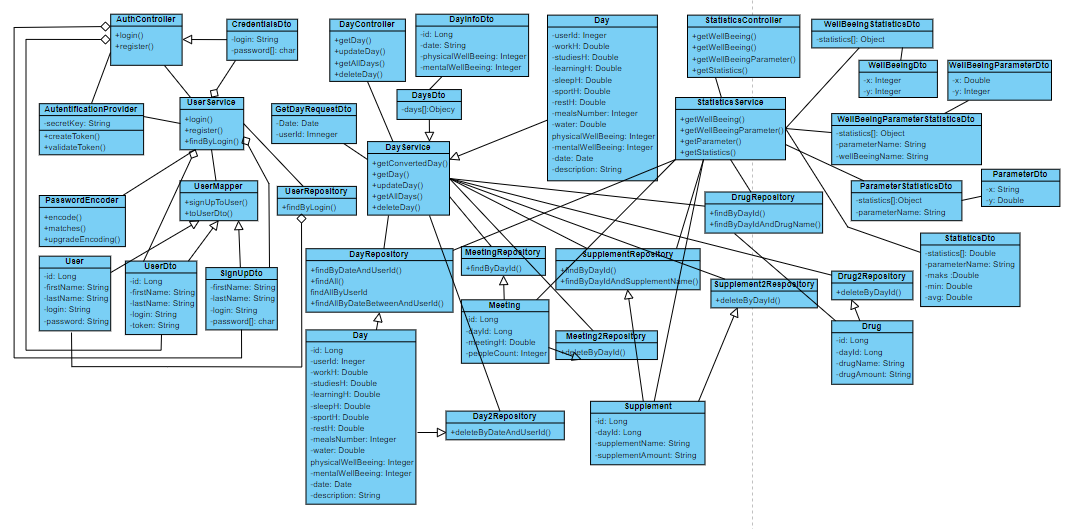 AuthController
+login()
+register()
CredentialsDto
-login: String
-password[]: char
DayController
+getDay()
+updateDay()
+getAllDays()
+deleteDay()
DayInfoDto
-id: Long
-date: String
-physicalWellBeeing: Integer
-mentalWellBeeing: Integer
Day
-userId: Ineger
-workH: Double
-studiesH: Double
-learningH: Double
-sleepH: Double
-sportH: Double
-restH: Double
-mealsNumber: Integer
-water: Double
physicalWellBeeing: Integer
-mentalWellBeeing: Integer
-date: Date
-description: String
StatisticsController
+getWellBeeing()
+getWellBeeing()
+getWellBeeingParameter()
+getStatistics()
WellBeeingStatisticsDto
-statistics[]: Object
WellBeeingDto
-x: Integer
-y: Integer
WellBeeingParameterDto
-x: Double
-y: Integer
AutentificationProvider
-secretKey: String
+createToken()
+validateToken()
UserService
+login()
+register()
+findByLogin()
GetDayRequestDto
-Date: Date
-userId: Imneger
DaysDto
-days[]:Objecy
StatisticsService
+getWellBeeing()
+getWellBeeingParameter()
+getParameter()
+getStatistics()
WellBeeingParameterStatisticsDto
-statistics[]: Object
-parameterName: String
-wellBeeingName: String
DayService
+getConvertedDay()
+getDay()
+updateDay()
+getAllDays()
+deleteDay()
PasswordEncoder
+encode()
+matches()
+upgradeEncoding()
UserMapper
+signUpToUser()
+toUserDto()
UserRepository
+findByLogin()
DrugRepository
+findByDayId()
+findByDayIdAndDrugName()
ParameterStatisticsDto
-statistics[]:Object
-parameterName: String
ParameterDto
-x: String
-y: Double
User
-id: Long
-firstName: String
-lastName: String
-login: String
-password: String
UserDto
-id: Long
-firstName: String
-lastName: String
-login: String
-token: String
SignUpDto
-firstName: String
-lastName: String
-login: String
-password[]: char
DayRepository
+findByDateAndUserId()
+findAll()
findAllByUserId
+findAllByDateBetweenAndUserId()
MeetingRepository
+findByDayId()
SupplementRepository
+findByDayId()
+findByDayIdAndSupplementName()
Supplement2Respository
+deleteByDayId()
Drug2Repository
+deleteByDayId()
StatisticsDto
-statistics[]: Double
-parameterName: String
-maks :Double
-min: Double
-avg: Double
Meeting
-id: Long
-dayId: Long
-meetingH: Double
-peopleCount: Integer
Meeting2Repository
+deleteByDayId()
Drug
-id: Long
-dayId: Long
-drugName: String
-drugAmount: String
Day
-id: Long
-userId: Ineger
-workH: Double
-studiesH: Double
-learningH: Double
-sleepH: Double
-sportH: Double
-restH: Double
-mealsNumber: Integer
-water: Double
physicalWellBeeing: Integer
-mentalWellBeeing: Integer
-date: Date
-description: String
Day2Repository
+deleteByDateAndUserId()
Supplement
-id: Long
-dayId: Long
-supplementName: String
-supplementAmount: String